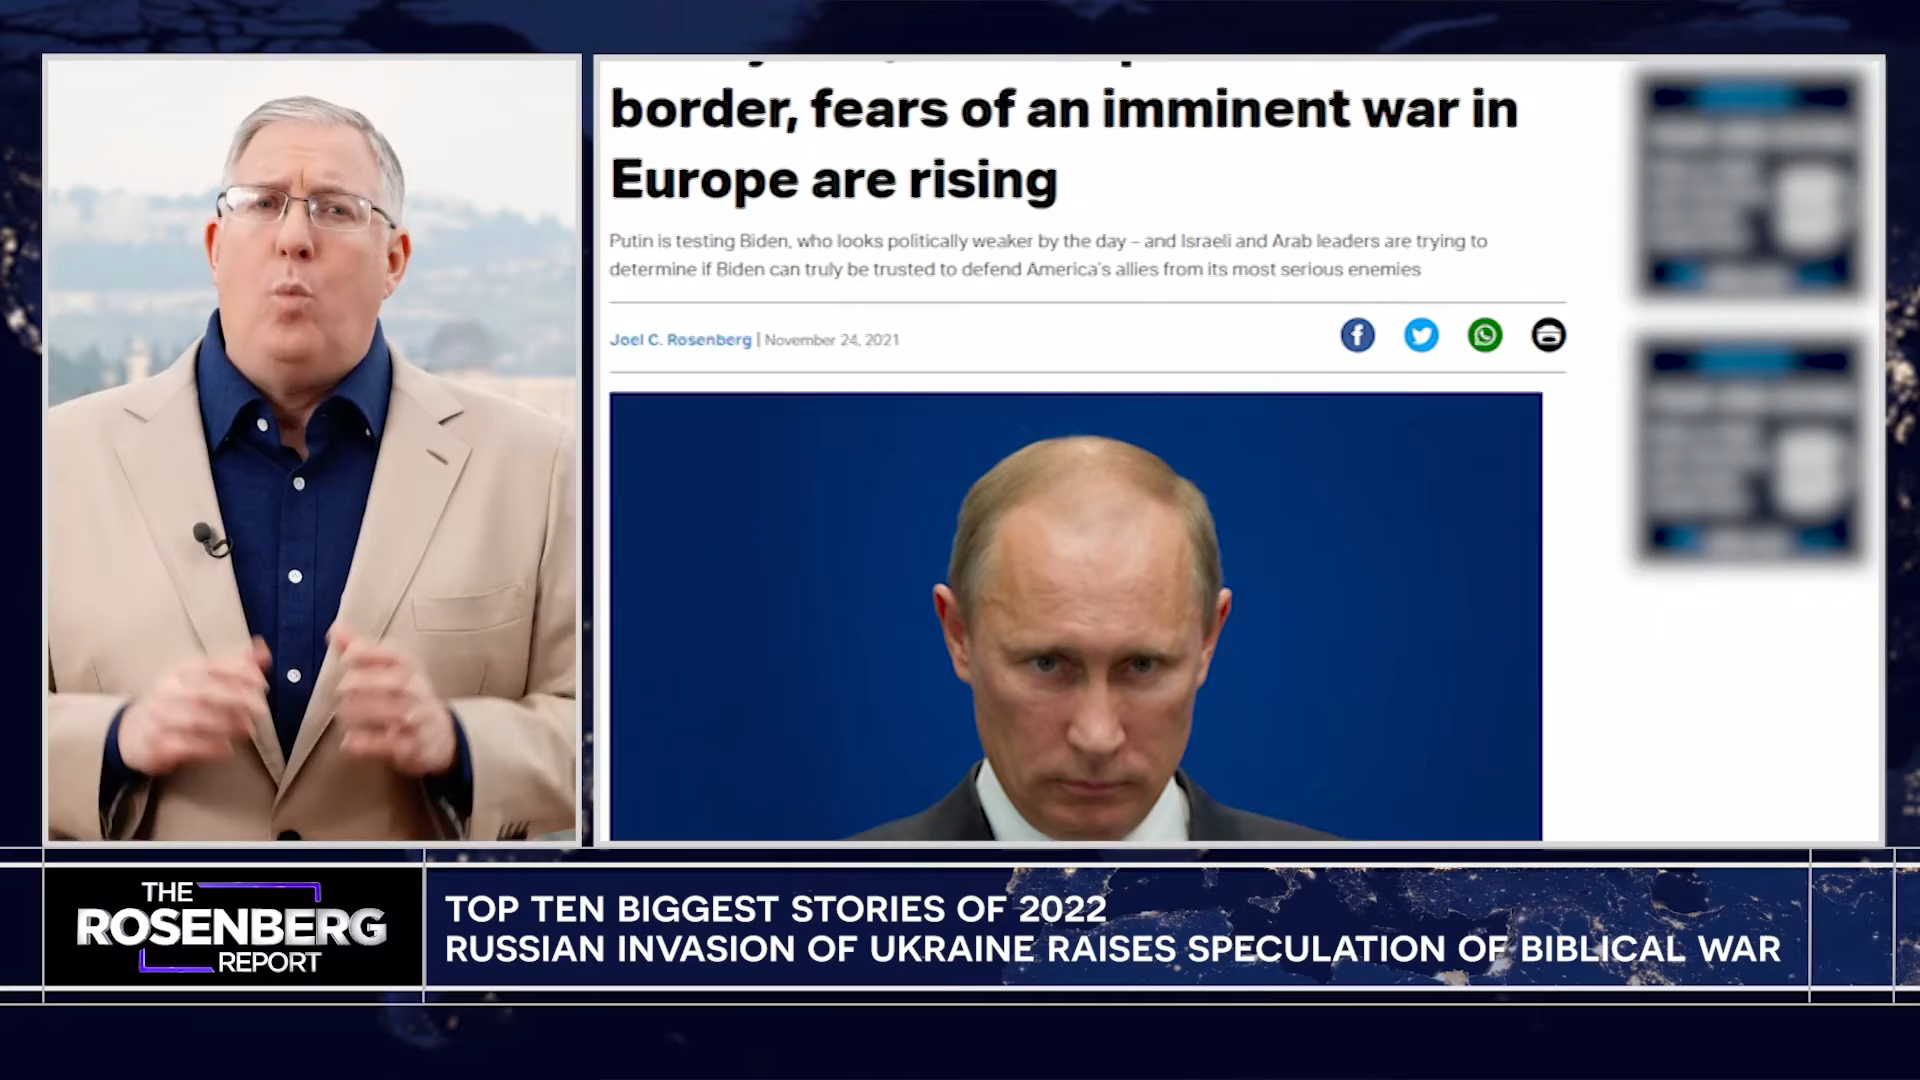 border, fears of an imminent war in
Europe are rising
Putin is testing Biden, who looks politically weaker by the day – and Israeli and Arab leaders are trying to
determine if Biden can truly be trusted to defend America's allies from its most serious enemies
Joel C. Rosenberg | November 24, 2021
THE
ROSENBERG
REPORT
TOP TEN BIGGEST STORIES OF 2022
RUSSIAN INVASION OF UKRAINE RAISES SPECULATION OF BIBLICAL WAR